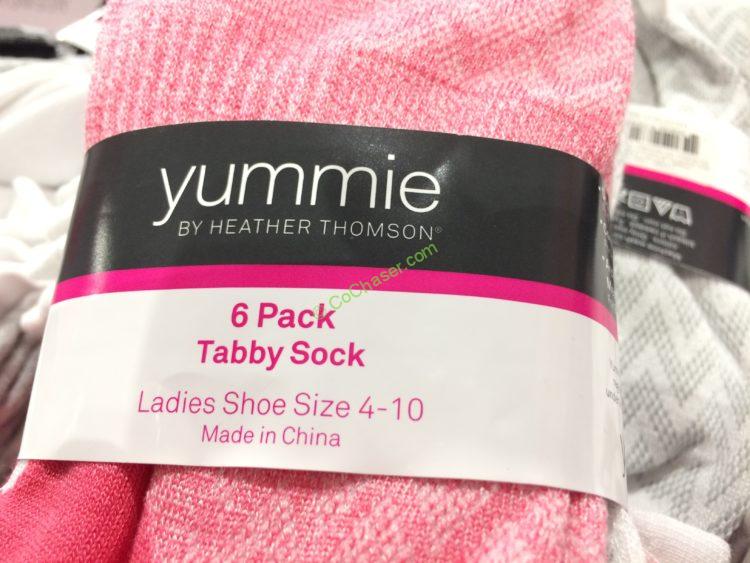 yummie
BY HEATHER THOMSON®
© CoChaser.com
6 Pack
Tabby Sock
Ladies Shoe Size 4-10
Made in China